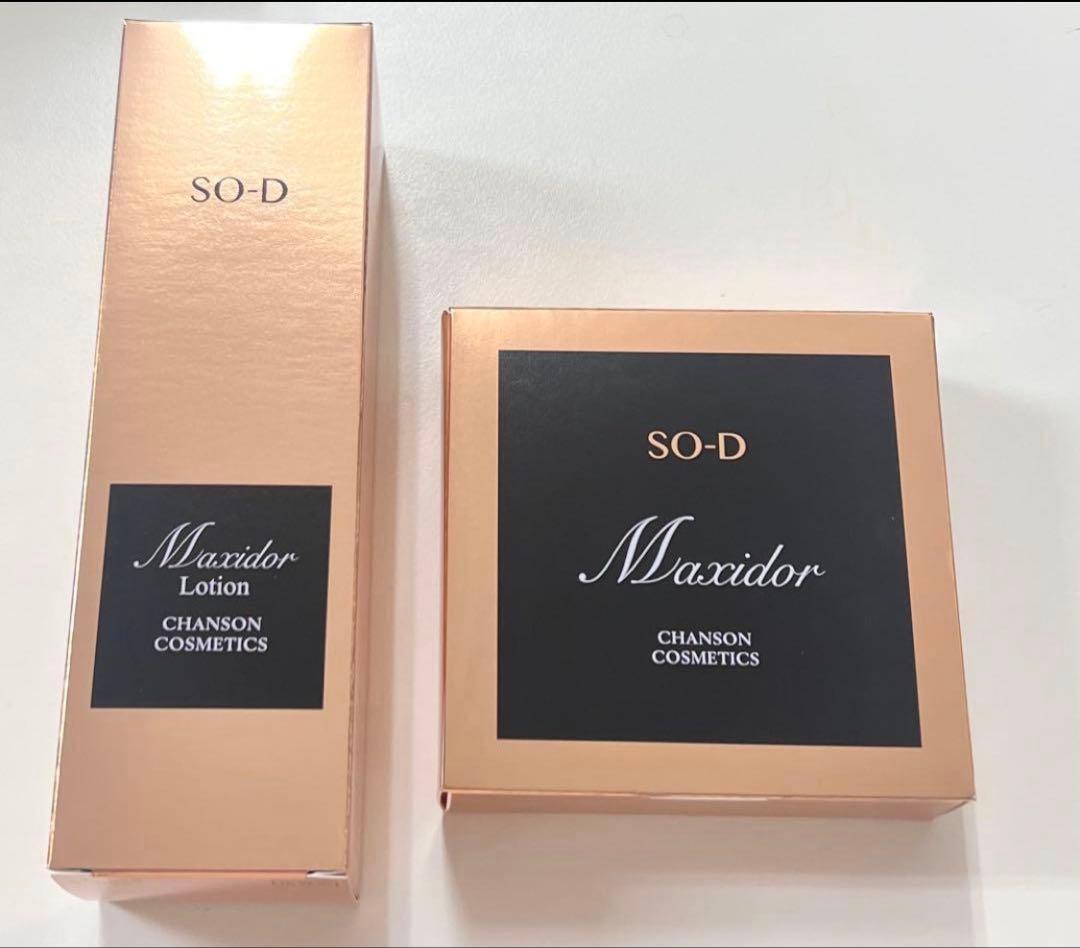 SO-D
Maxidor
Lotion
CHANSON
COSMETICS
SO-D
Maxidor
CHANSON
COSMETICS